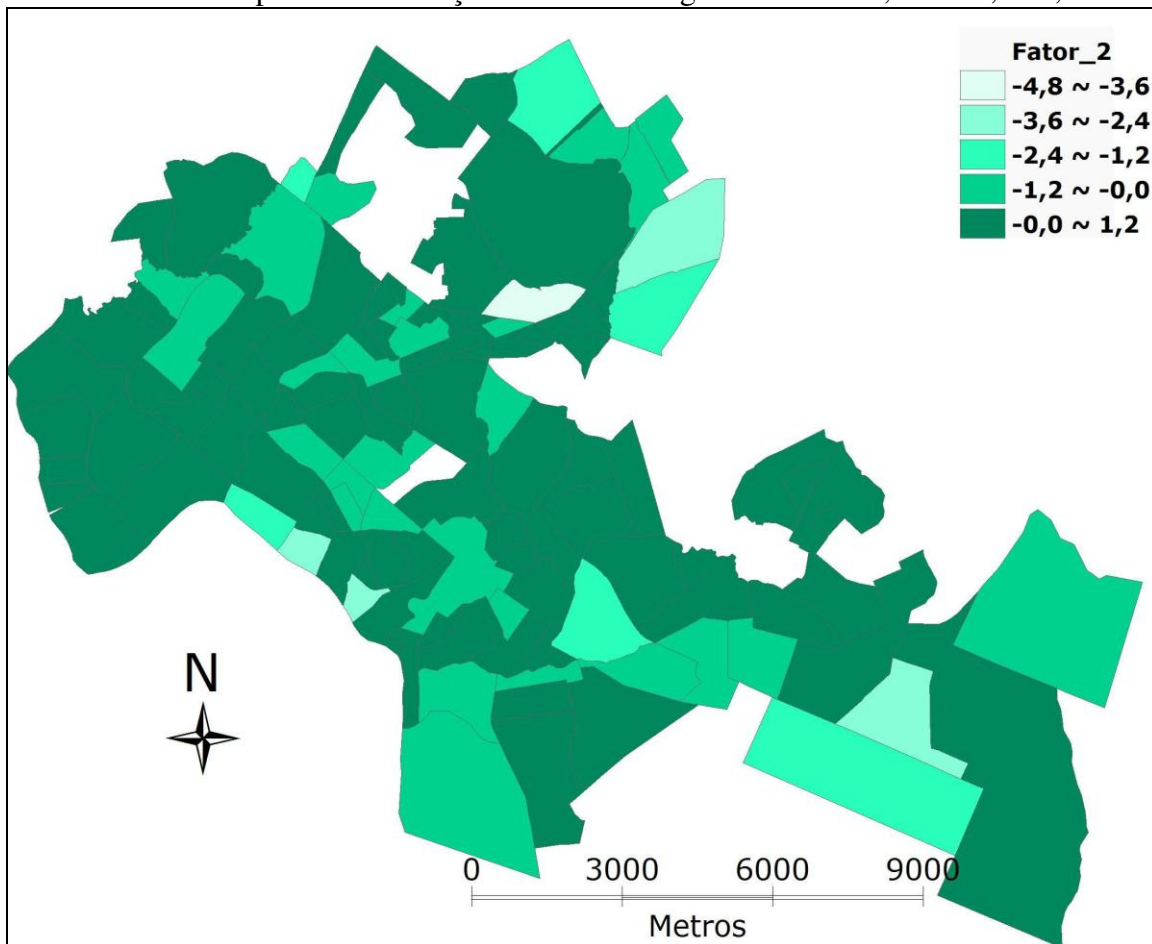 Fator_2
-4,8 ~ -3,6
-3,6 ~ -2,4
-2,4 ~ -1,2
-1,2 ~ -0,0
-0,0 ~ 1,2
N
0 3000 6000 9000
Metros